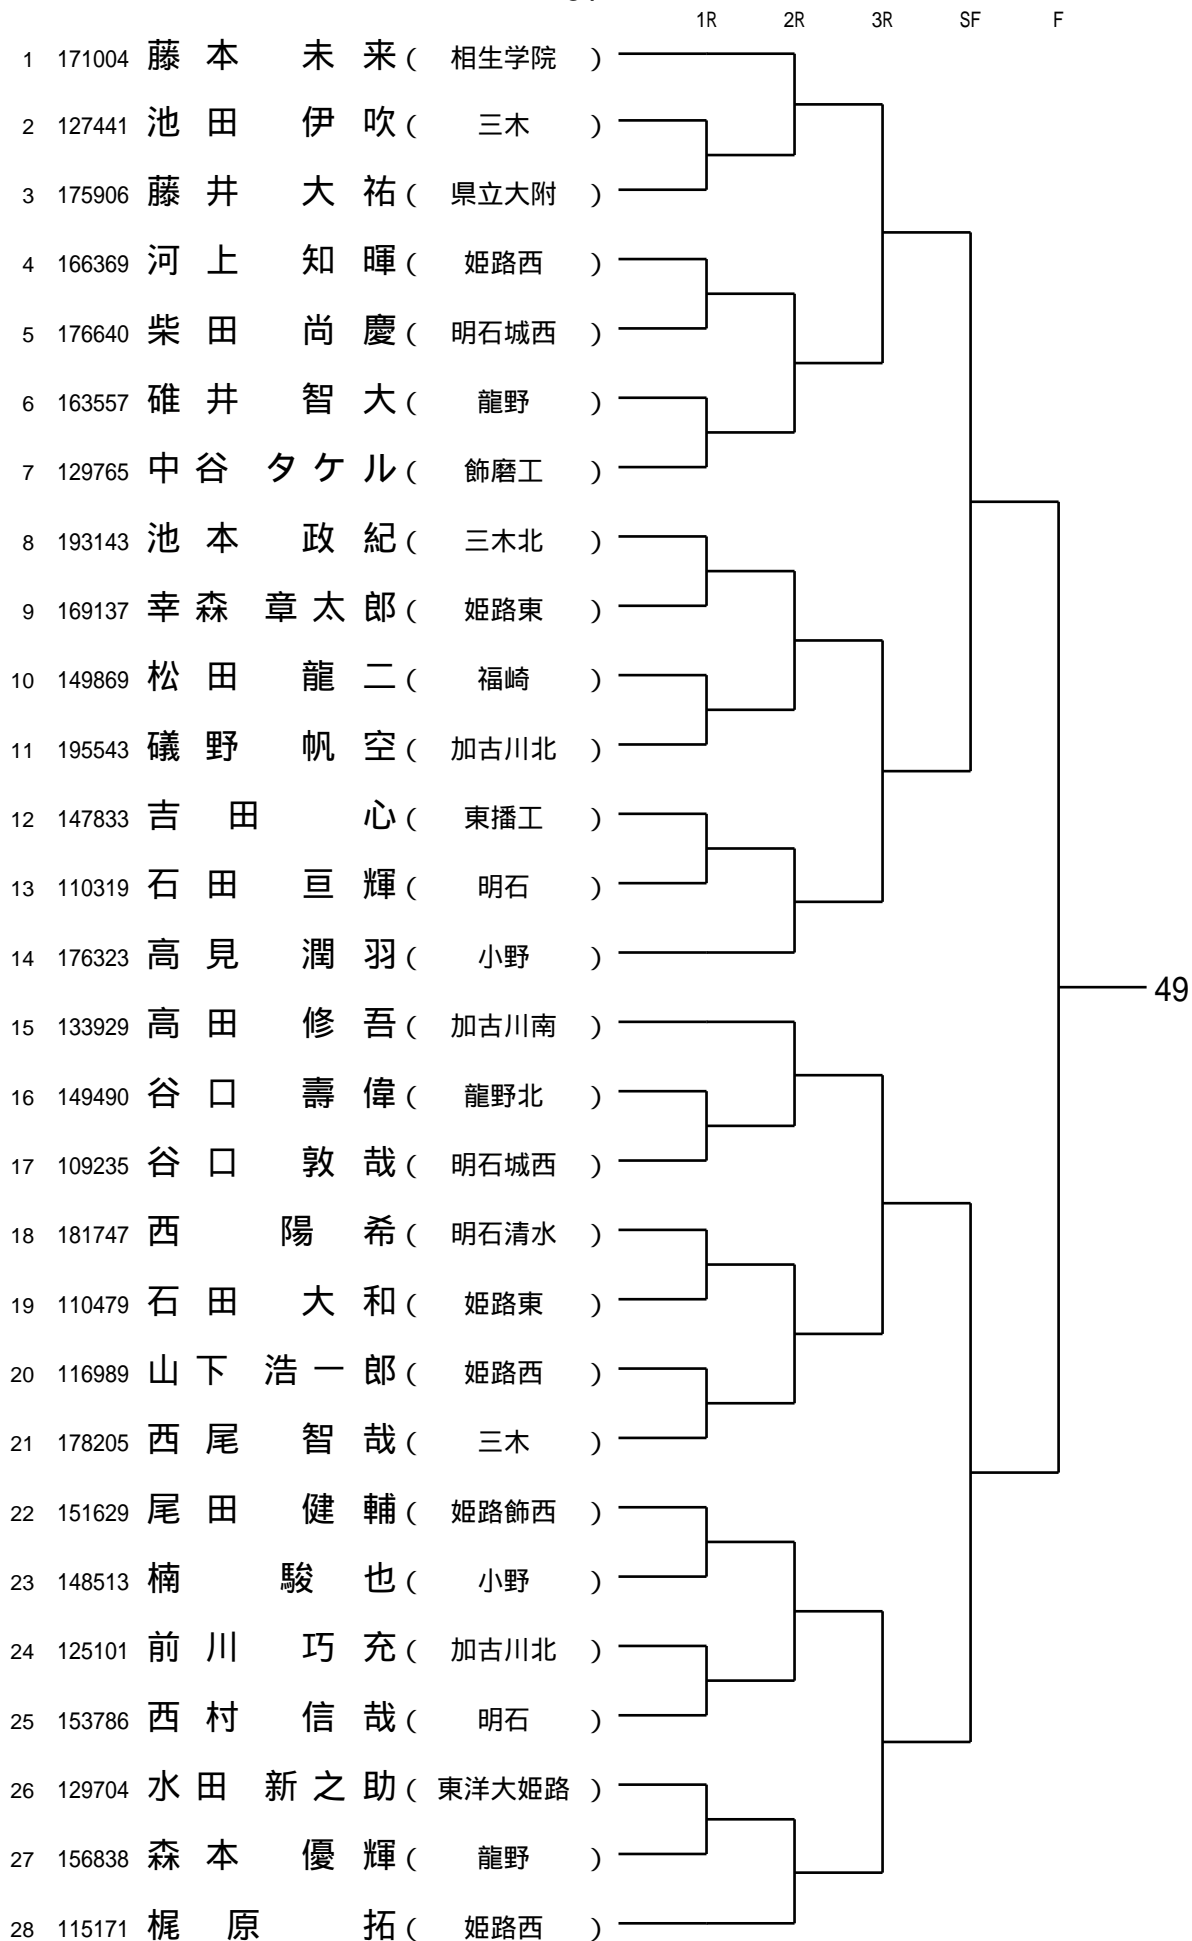 1R 2R 3R SF F
1 171004 藤本 未来 ( 相生学院 )
2 127441 池田 伊吹 ( 三木 )
3 175906 藤井 大祐 ( 県立大附 )
4 166369 河上 知暉 ( 姫路西 )
5 176640 柴田 尚慶 ( 明石城西 )
6 163557 碓井 智大 ( 龍野 )
7 129765 中谷 タケル ( 飾磨工 )
8 193143 池本 政紀 ( 三木北 )
9 169137 幸森 章太郎 ( 姫路東 )
10 149869 松田 龍二 ( 福崎 )
11 195543 礒野 帆空 ( 加古川北 )
12 147833 吉田 心 ( 東播工 )
13 110319 石田 亘輝 ( 明石 )
14 176323 高見 潤羽 ( 小野 )
49
15 133929 高田 修吾 ( 加古川南 )
16 149490 谷口 壽偉 ( 龍野北 )
17 109235 谷口 敦哉 ( 明石城西 )
18 181747 西 陽希 ( 明石清水 )
19 110479 石田 大和 ( 姫路東 )
20 116989 山下 浩一郎 ( 姫路西 )
21 178205 西尾 智哉 ( 三木 )
22 151629 尾田 健輔 ( 姫路飾西 )
23 148513 楠 駿也 ( 小野 )
24 125101 前川 巧充 ( 加古川北 )
25 153786 西村 信哉 ( 明石 )
26 129704 水田 新之助 ( 東洋大姫路 )
27 156838 森本 優輝 ( 龍野 )
28 115171 梶原 拓 ( 姫路西 )